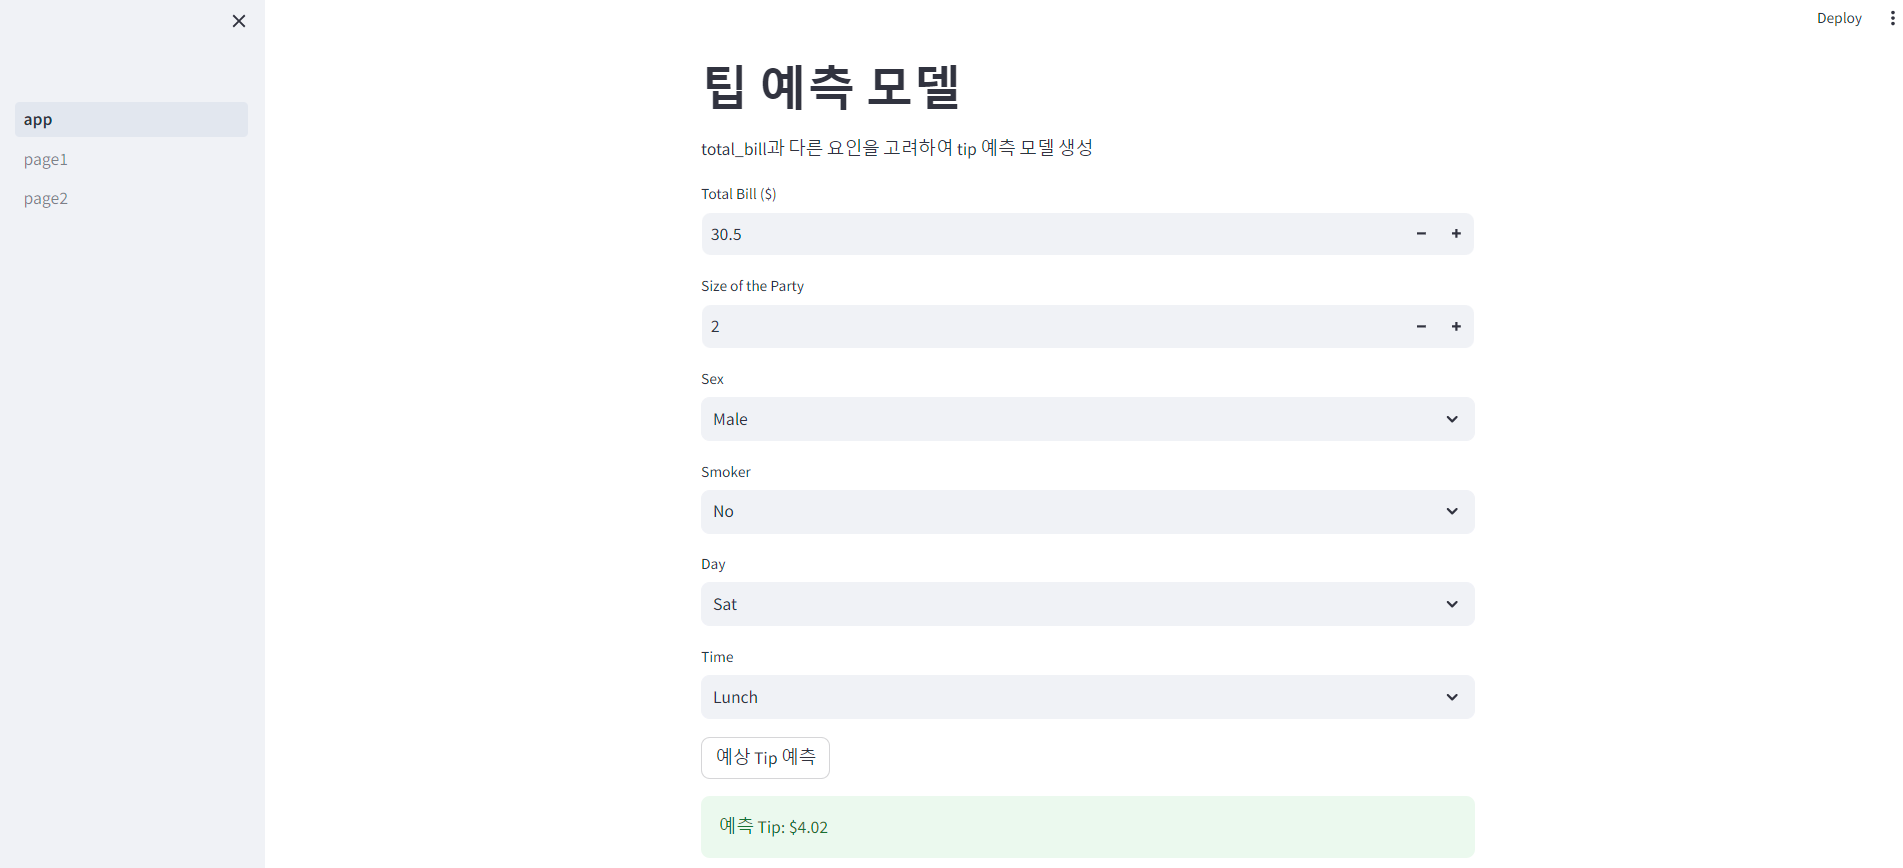 Deploy
app
page1
page2
팁 예측 모델
total_bill과 다른 요인을 고려하여 tip 예측 모델 생성
Total Bill ($)
30.5
Size of the Party
2
Sex
Male
Smoker
No
Day
Sat
Time
Lunch
예상 Tip 예측
예측 Tip: $4.02